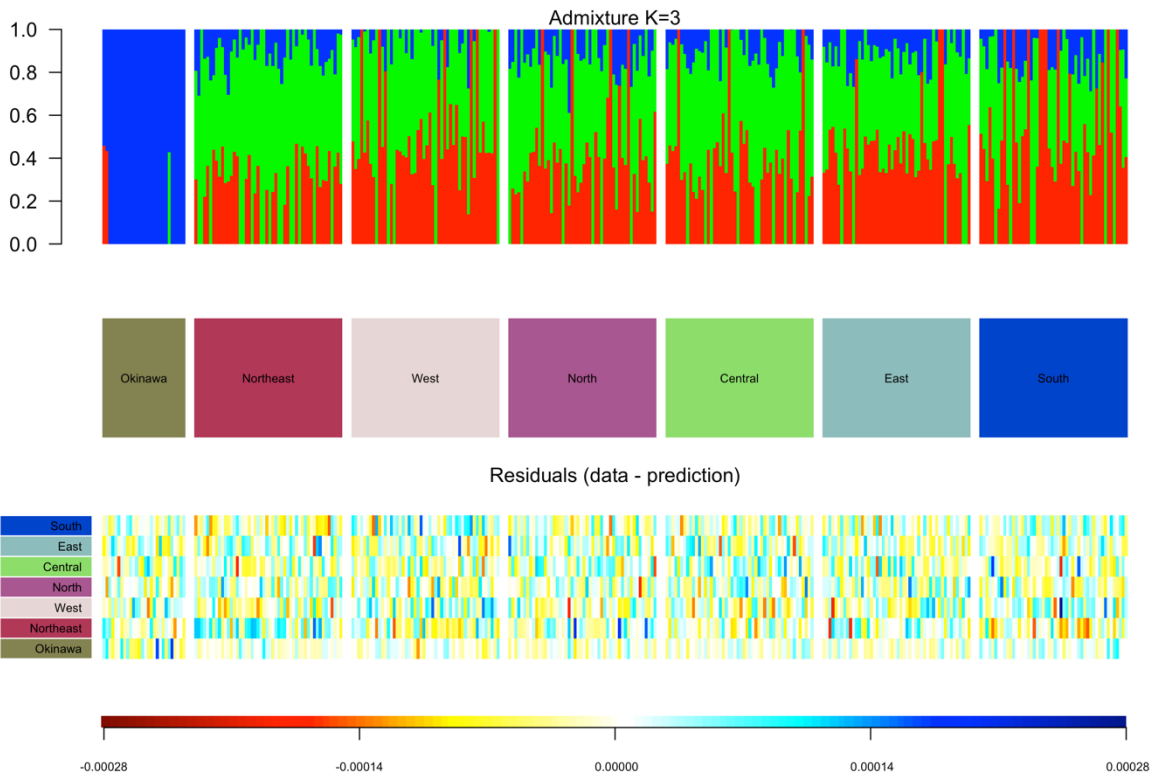 Admixture K=3
1.0
0.8
0.6
0.4
0.2
0.0
Okinawa Northeast West North Central East South
Residuals (data - prediction)
South
East
Central
North
West
Northeast
Okinawa
-0.00028 -0.00014 0.00000 0.00014 0.00028